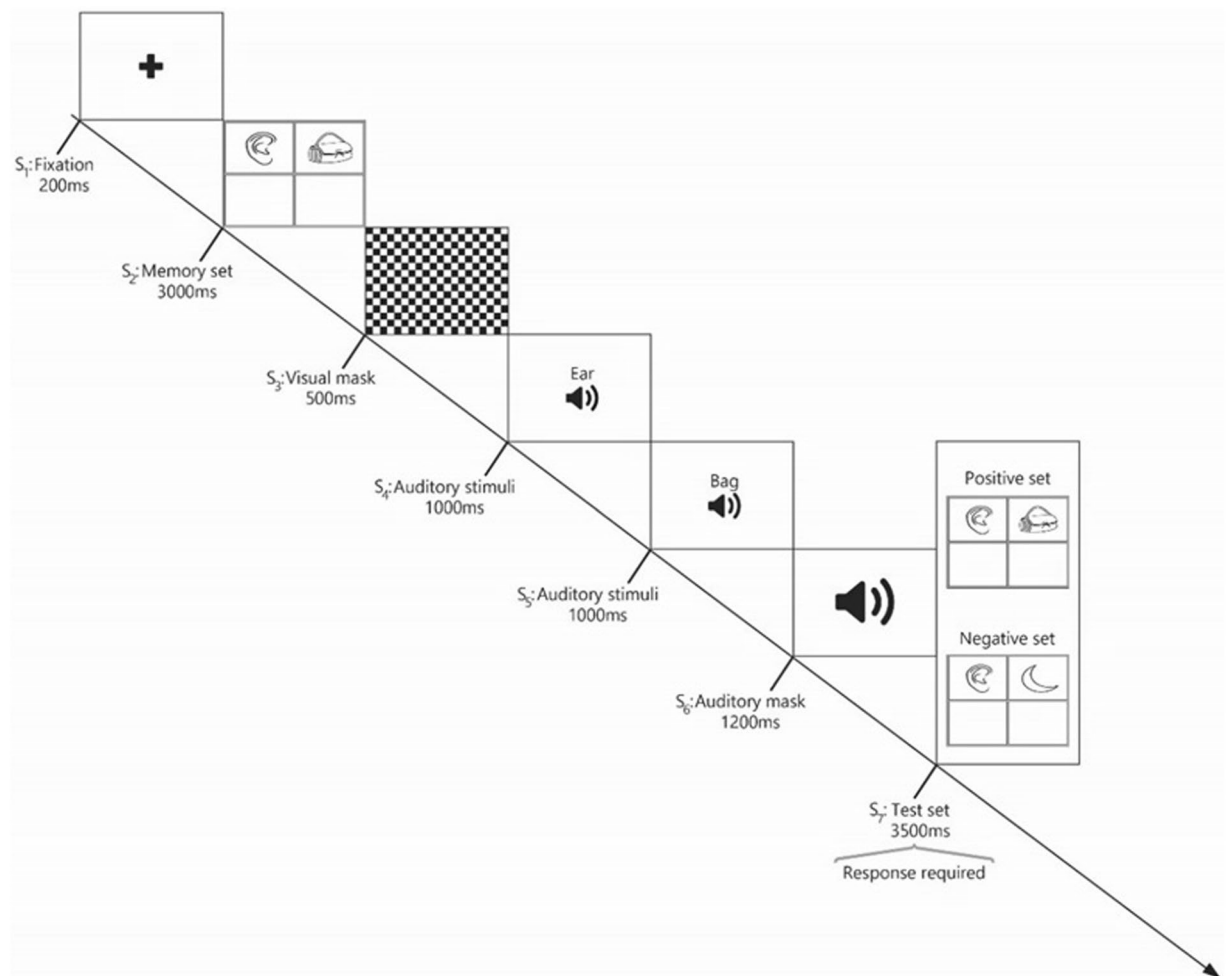 S1:Fixation
200ms
S2:Memory set
3000ms
S3:Visual mask
500ms
Ear
S4:Auditory stimuli
1000ms
Bag
S5:Auditory stimuli
1000ms
Positive set
Negative set
S6:Auditory mask
1200ms
S7:Test set
3500ms
Response required